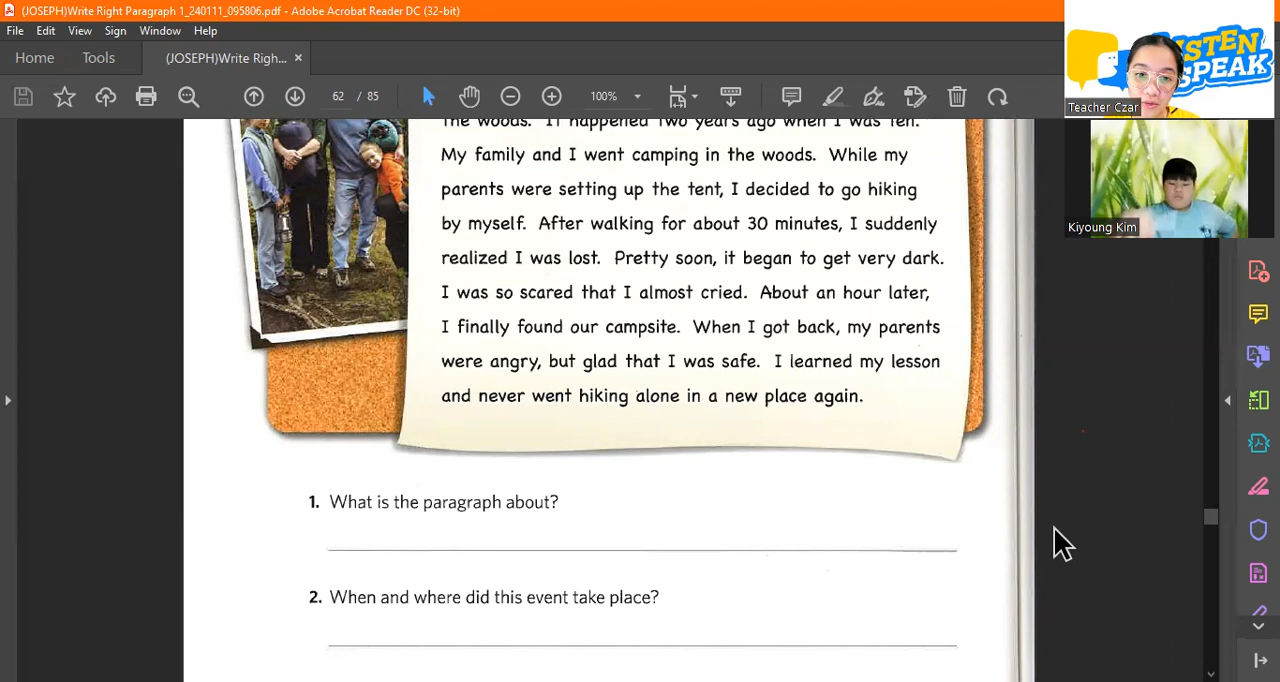 (JOSEPH)Write Right Paragraph 1_240111_095806.pdf - Adobe Acrobat Reader DC (32-bit)
File Edit View Sign Window Help
Home Tools (JOSEPH)Write Righ... ×
62 / 85 100%
LISTEN
SPEAK
Teacher Czar
Kiyoung Kim
the woods. It happened two years ago when I was ten.
My family and I went camping in the woods. While my
parents were setting up the tent, I decided to go hiking
by myself. After walking for about 30 minutes, I suddenly
realized I was lost. Pretty soon, it began to get very dark.
I was so scared that I almost cried. About an hour later,
I finally found our campsite. When I got back, my parents
were angry, but glad that I was safe. I learned my lesson
and never went hiking alone in a new place again.
1. What is the paragraph about?
2. When and where did this event take place?